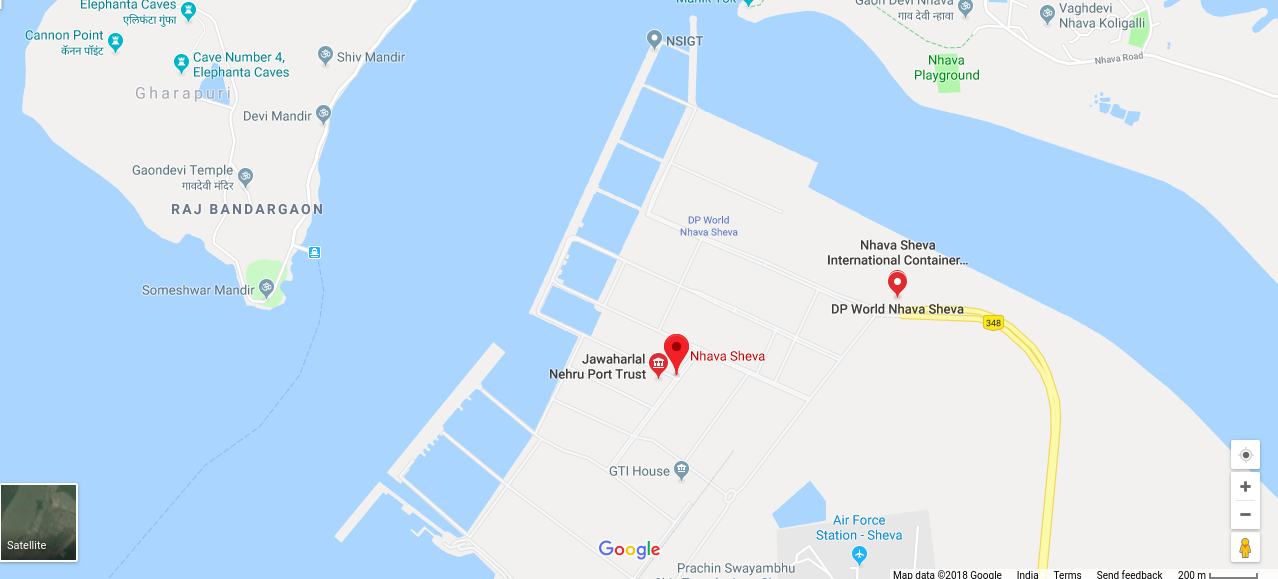 Elephanta Caves
एलिफंटा गुंफा
Cannon Point
कॅनन पॉइंट
Cave Number 4,
Elephanta Caves
Shiv Mandir
Gharapuri
Devi Mandir
Gaondevi Temple
गावदेवी मंदिर
RAJ BANDARGAON
Someshwar Mandir
NSIGT
Gaon Devi Nhava
गाव देवी न्हावा
Vaghdevi
Nhava Koligalli
Nhava Road
Nhava
Playground
DP World
Nhava Sheva
Nhava Sheva
International Container...
DP World Nhava Sheva
348
Jawaharlal
Nehru Port Trust
Nhava Sheva
GTI House
Air Force
Station - Sheva
Prachin Swayambhu
Satellite
Google
Map data ©2018 Google
India
Terms
Send feedback
200 m